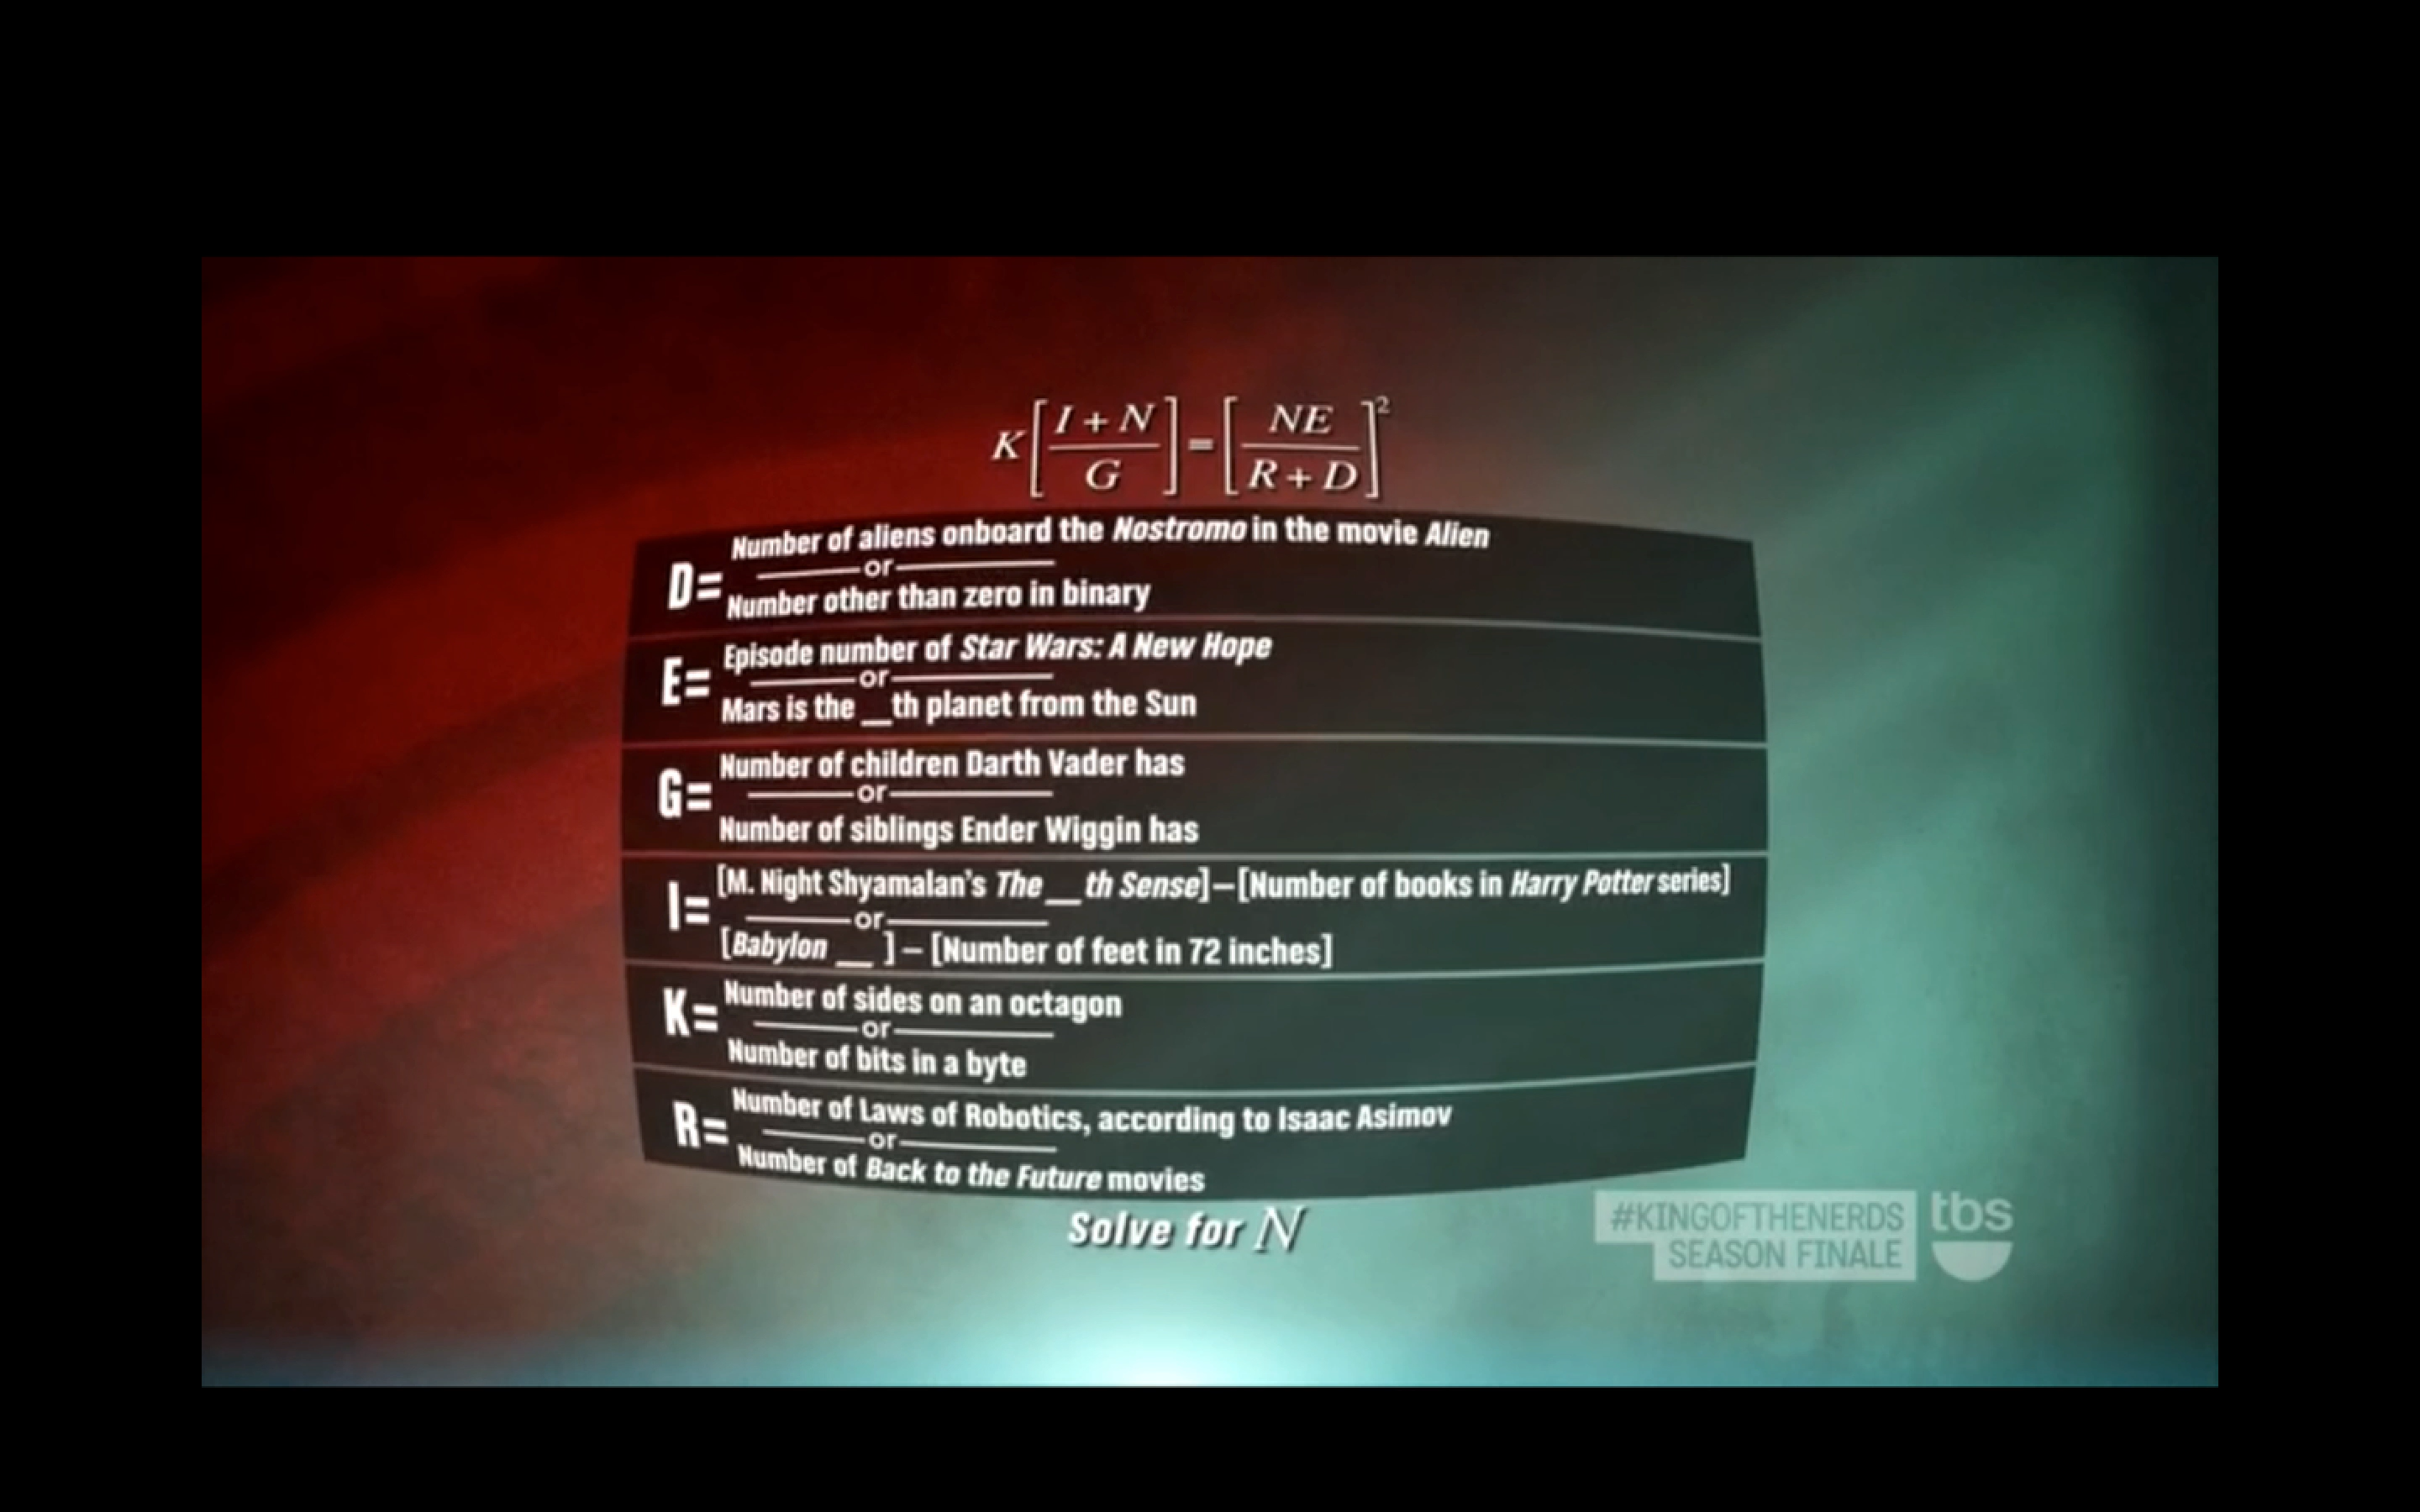 K[I + N / G] = [NE / R + D]²
D= Number of aliens onboard the Nostromo in the movie Alien
or
Number other than zero in binary
E= Episode number of Star Wars: A New Hope
or
Mars is the __th planet from the Sun
G= Number of children Darth Vader has
or
Number of siblings Ender Wiggin has
I= [M. Night Shyamalan's The __th Sense]–[Number of books in Harry Potter series]
or
[Babylon __ ] – [Number of feet in 72 inches]
K= Number of sides on an octagon
or
Number of bits in a byte
R= Number of Laws of Robotics, according to Isaac Asimov
or
Number of Back to the Future movies
Solve for N
#KINGOFTHENERDS
SEASON FINALE
tbs